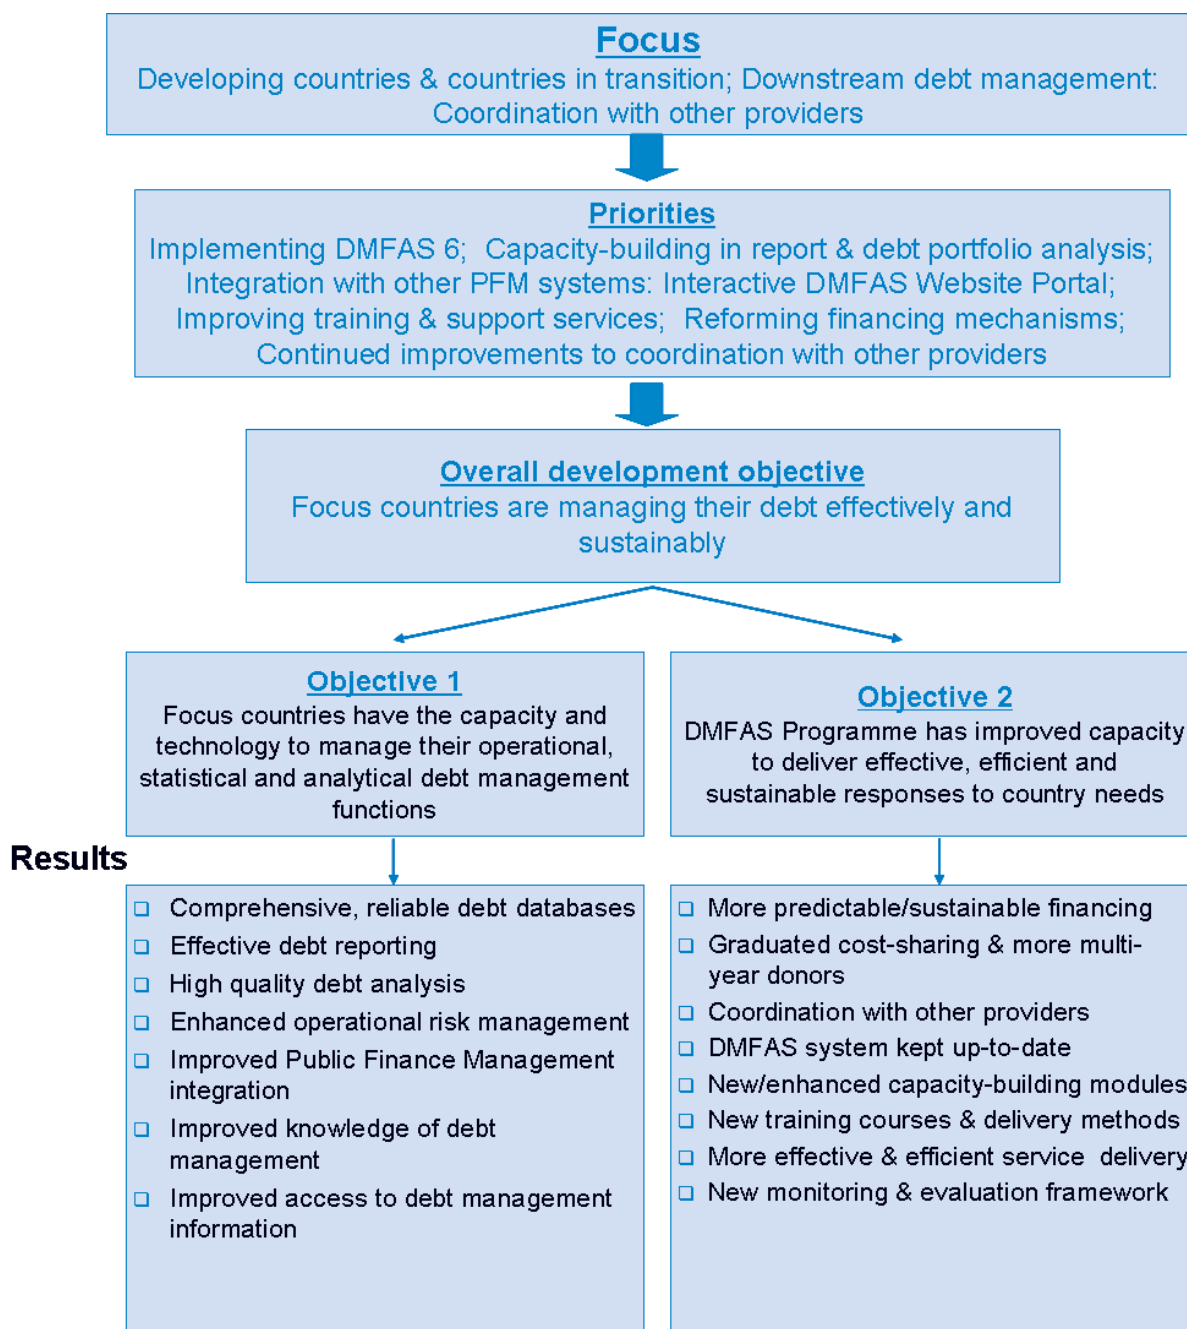 Focus
Developing countries & countries in transition; Downstream debt management:
Coordination with other providers
Priorities
Implementing DMFAS 6; Capacity-building in report & debt portfolio analysis;
Integration with other PFM systems: Interactive DMFAS Website Portal;
Improving training & support services; Reforming financing mechanisms;
Continued improvements to coordination with other providers
Overall development objective
Focus countries are managing their debt effectively and
sustainably
Objective 1
Focus countries have the capacity and
technology to manage their operational,
statistical and analytical debt management
functions
Objective 2
DMFAS Programme has improved capacity
to deliver effective, efficient and
sustainable responses to country needs
Results
Comprehensive, reliable debt databases
Effective debt reporting
High quality debt analysis
Enhanced operational risk management
Improved Public Finance Management
integration
Improved knowledge of debt
management
Improved access to debt management
information
More predictable/sustainable financing
Graduated cost-sharing & more multi-
year donors
Coordination with other providers
DMFAS system kept up-to-date
New/enhanced capacity-building modules
New training courses & delivery methods
More effective & efficient service delivery
New monitoring & evaluation framework